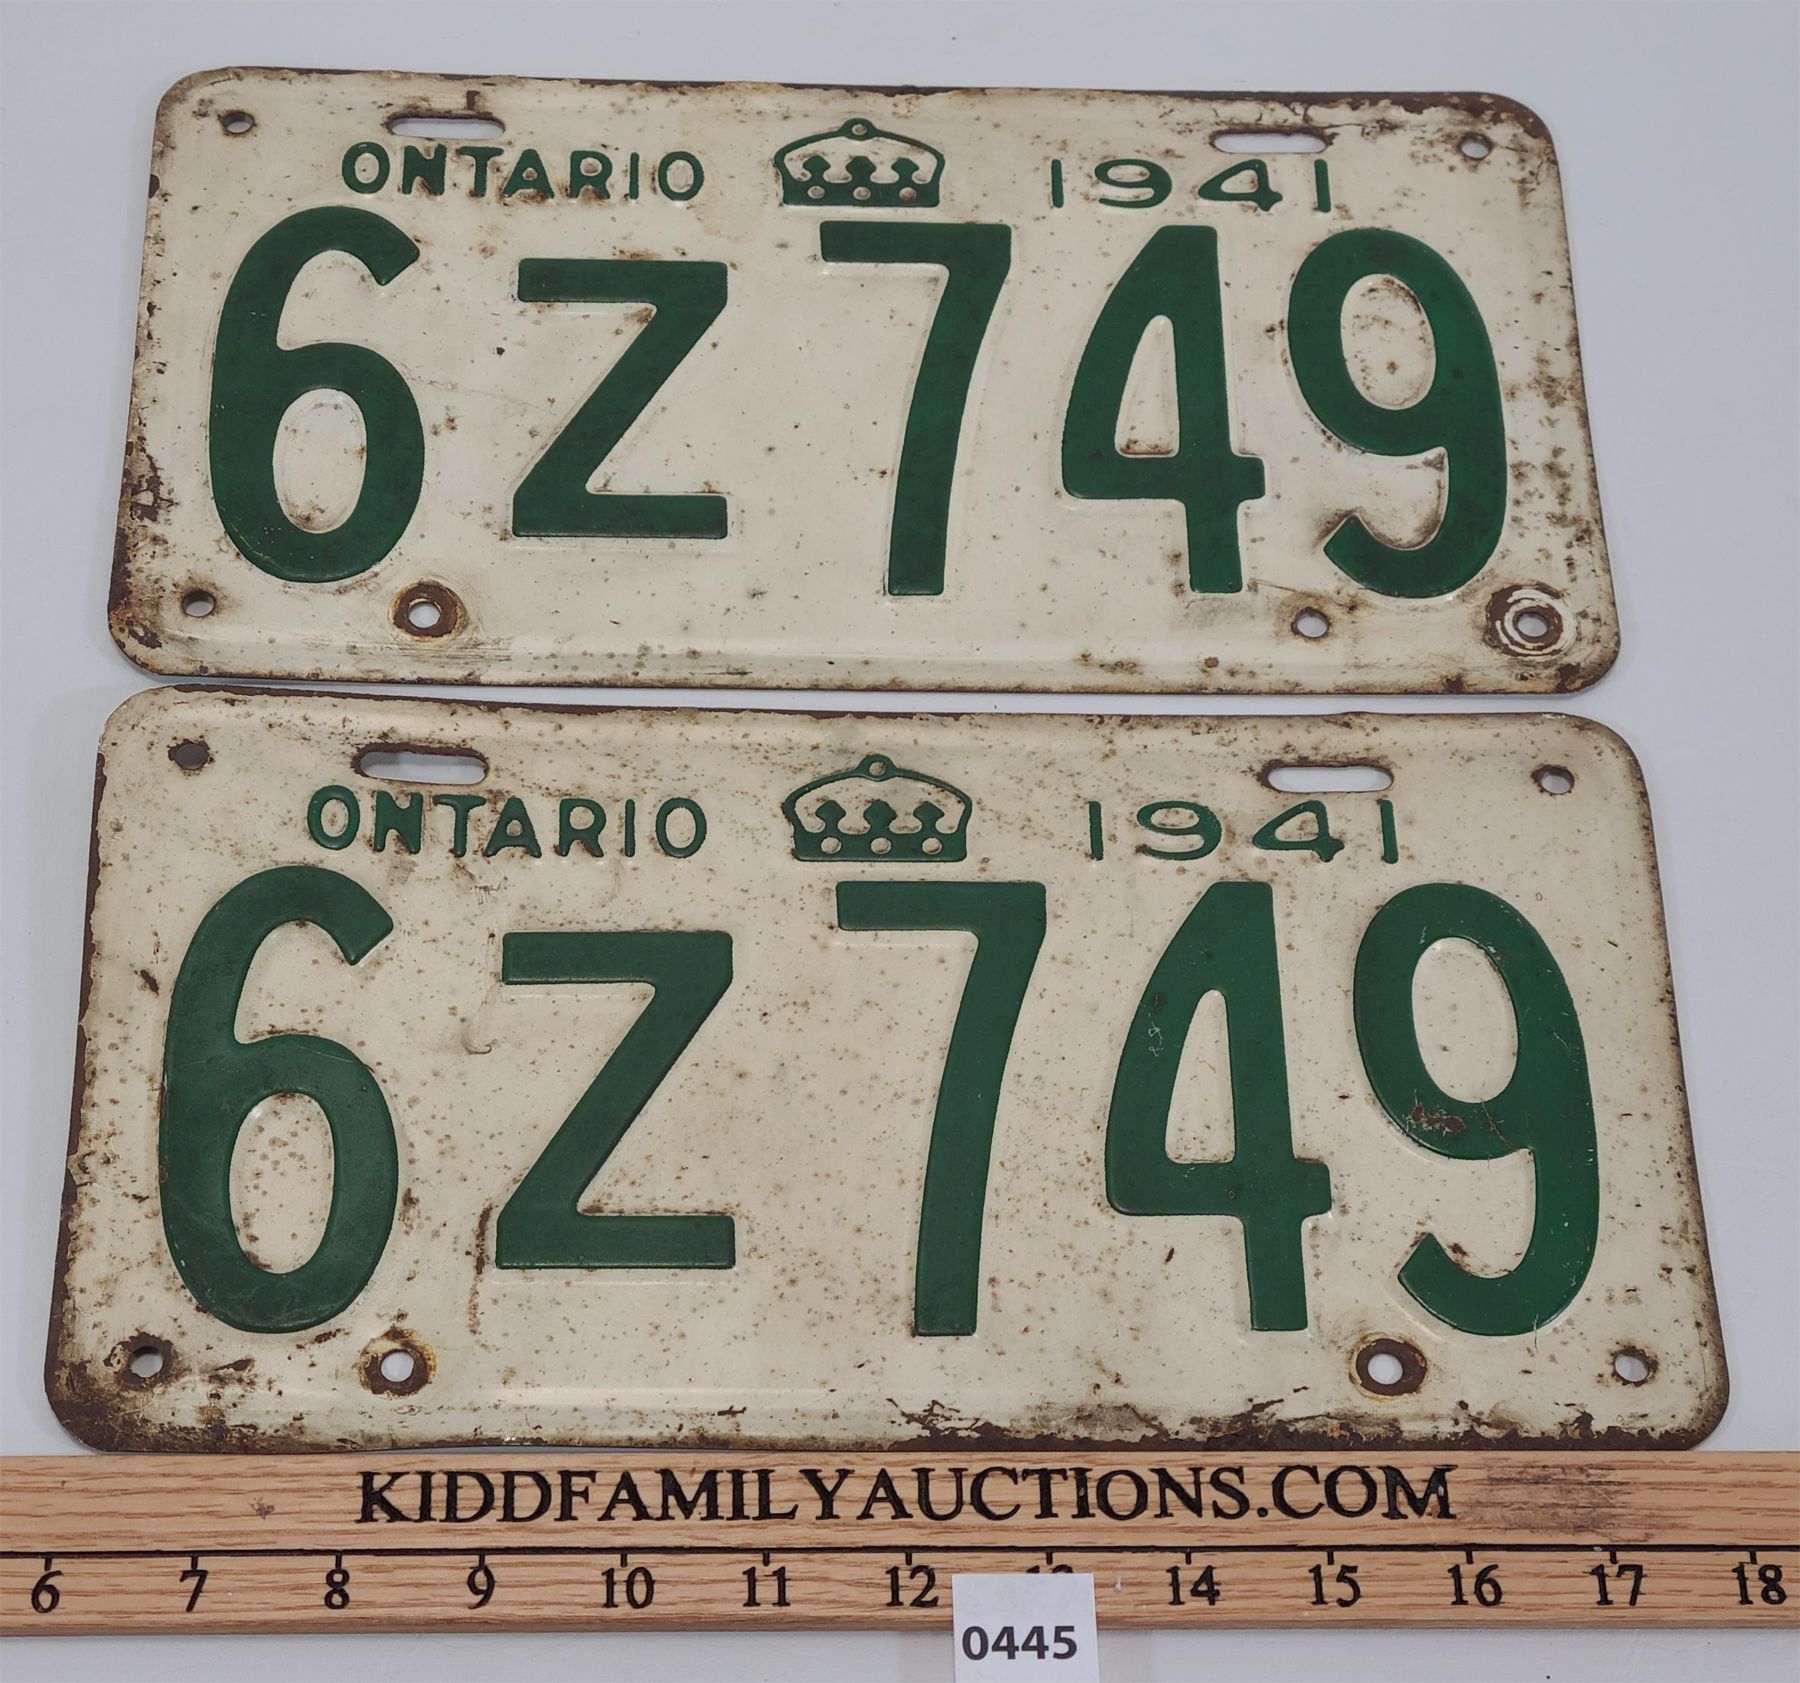 ONTARIO 1941
6Z749
ONTARIO 1941
6Z749
KIDDFAMILYAUCTIONS.COM
6 7 8 9 10 11 12 14 15 16 17 18
0445